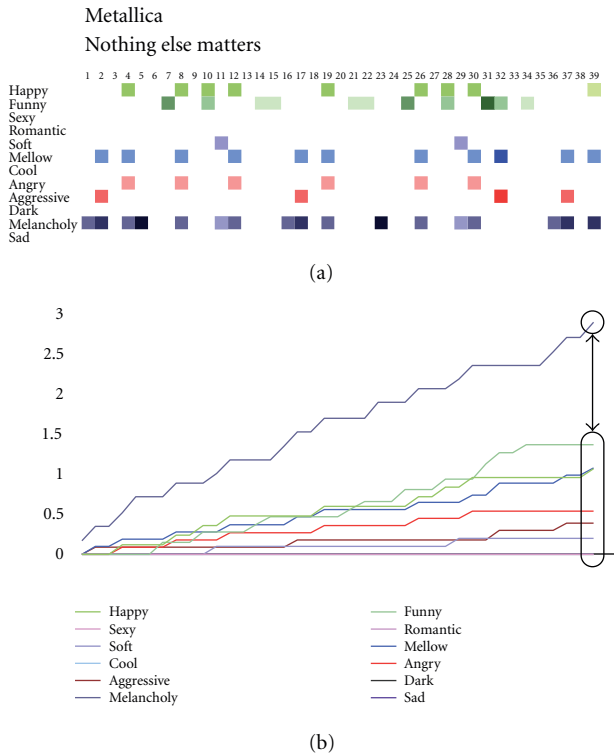 Metallica
Nothing else matters
1 2 3 4 5 6 7 8 9 10 11 12 13 14 15 16 17 18 19 20 21 22 23 24 25 26 27 28 29 30 31 32 33 34 35 36 37 38 39
Happy
Funny
Sexy
Romantic
Soft
Mellow
Cool
Angry
Aggressive
Dark
Melancholy
Sad
(a)
3
2.5
2
1.5
1
0.5
0
Happy Funny
Sexy Romantic
Soft Mellow
Cool Angry
Aggressive Dark
Melancholy Sad
(b)